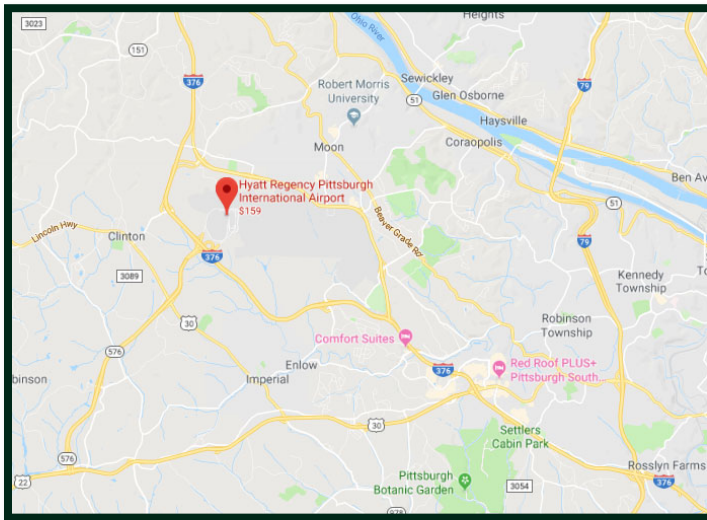 Heights
3023
Ohio River
151
376
79
Robert Morris
University
Sewickley
Glen Osborne
51
Haysville
Moon
Coraopolis
Ben Av
Hyatt Regency Pittsburgh
International Airport
$159
51
Beaver Grade Rd
Lincoln Hwy
Clinton
79
376
3089
Kennedy
Township
30
Robinson
Township
Comfort Suites
576
Enlow
376
Red Roof PLUS+
Pittsburgh South...
binson
Imperial
30
Settlers
Cabin Park
576
Rosslyn Farms
22
Pittsburgh
Botanic Garden
3054
376